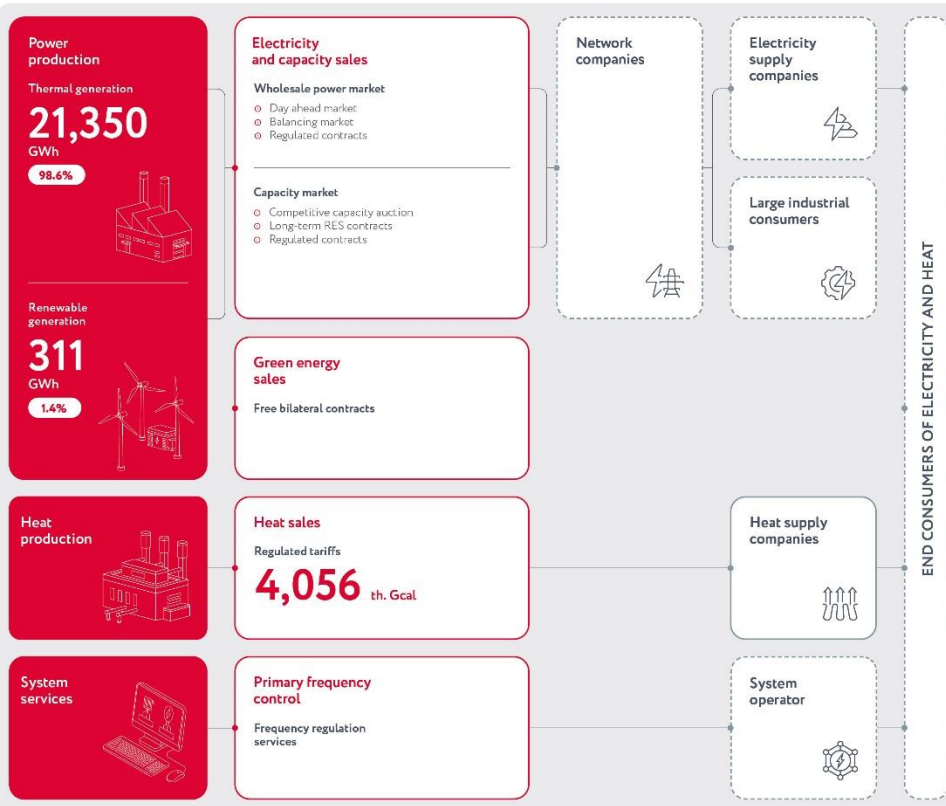 Power
production
Thermal generation
21,350
GWh
98.6%
Renewable
generation
311
GWh
1.4%
Electricity
and capacity sales
Wholesale power market
Day ahead market
Balancing market
Regulated contracts
Capacity market
Competitive capacity auction
Long-term RES contracts
Regulated contracts
Network
companies
Electricity
supply
companies
Large industrial
consumers
Green energy
sales
Free bilateral contracts
Heat
production
Heat sales
Regulated tariffs
4,056 th. Gcal
Heat supply
companies
System
services
Primary frequency
control
Frequency regulation
services
System
operator
END CONSUMERS OF ELECTRICITY AND HEAT